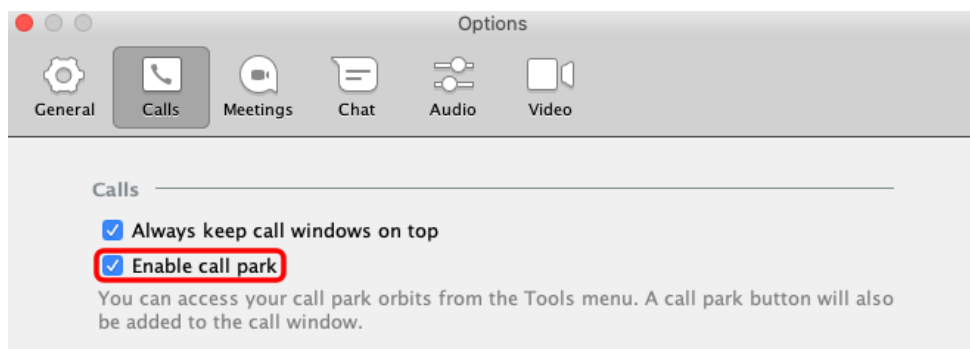 Options
General Calls Meetings Chat Audio Video
Calls
Always keep call windows on top
Enable call park
You can access your call park orbits from the Tools menu. A call park button will also
be added to the call window.